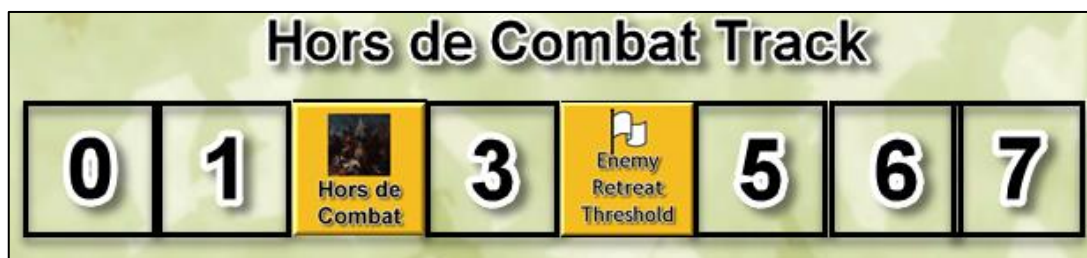 Hors de Combat Track
0 1 Hors de Combat 3 Enemy Retreat Threshold 5 6 7